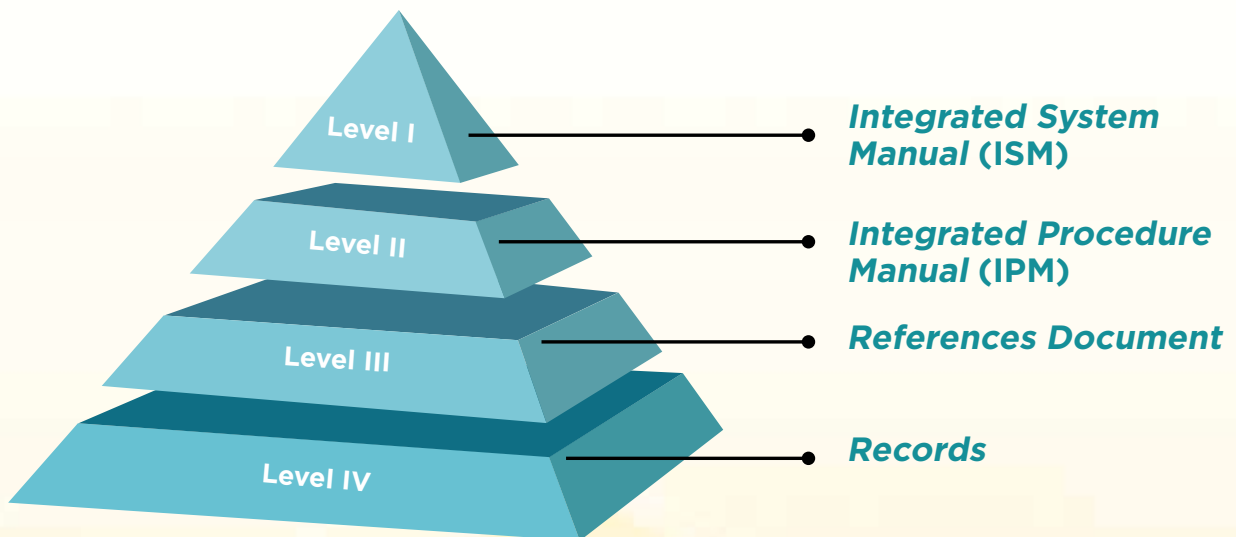 Level I
Integrated System
Manual (ISM)
Level II
Integrated Procedure
Manual (IPM)
Level III
References Document
Level IV
Records